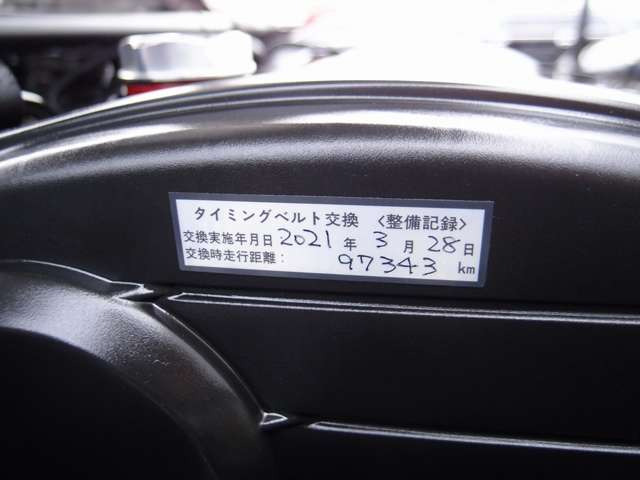 タイミングベルト交換 〈整備記録〉
交換実施年月日 2021 年 3 月 28 日
交換時走行距離： 97343 km